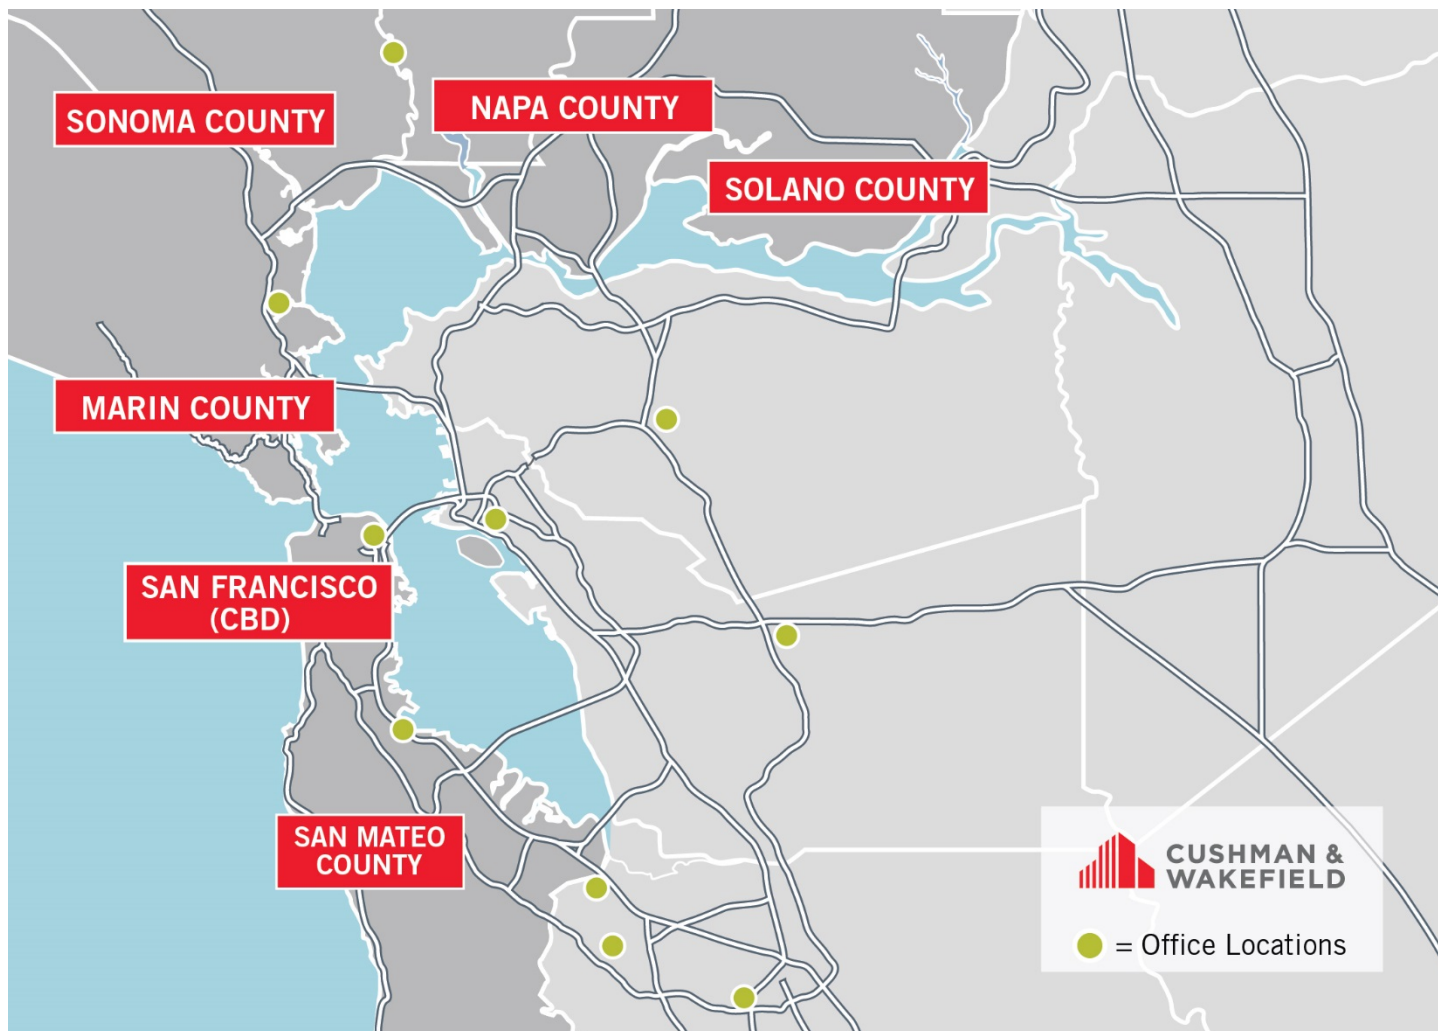 SONOMA COUNTY
NAPA COUNTY
SOLANO COUNTY
MARIN COUNTY
SAN FRANCISCO
(CBD)
SAN MATEO
COUNTY
CUSHMAN &
WAKEFIELD
= Office Locations